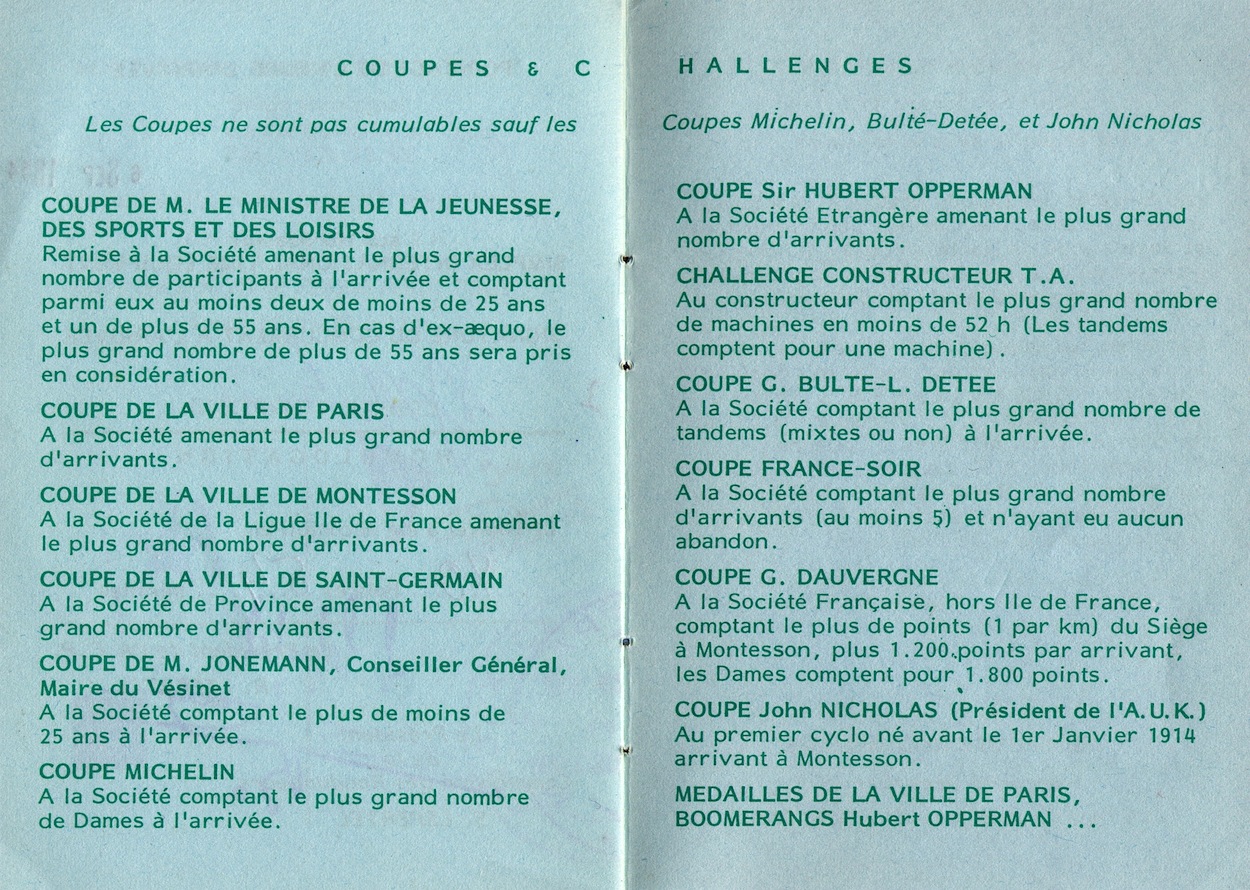 COUPES & CHALLENGES
Les Coupes ne sont pas cumulables sauf les Coupes Michelin, Bulté-Detée, et John Nicholas
COUPE DE M. LE MINISTRE DE LA JEUNESSE,
DES SPORTS ET DES LOISIRS
Remise à la Société amenant le plus grand
nombre de participants à l'arrivée et comptant
parmi eux au moins deux de moins de 25 ans
et un de plus de 55 ans. En cas d'ex-æquo, le
plus grand nombre de plus de 55 ans sera pris
en considération.
COUPE DE LA VILLE DE PARIS
A la Société amenant le plus grand nombre
d'arrivants.
COUPE DE LA VILLE DE MONTESSON
A la Société de la Ligue Ile de France amenant
le plus grand nombre d'arrivants.
COUPE DE LA VILLE DE SAINT-GERMAIN
A la Société de Province amenant le plus
grand nombre d'arrivants.
COUPE DE M. JONEMANN, Conseiller Général,
Maire du Vésinet
A la Société comptant le plus de moins de
25 ans à l'arrivée.
COUPE MICHELIN
A la Société comptant le plus grand nombre
de Dames à l'arrivée.
COUPE Sir HUBERT OPPERMAN
A la Société Etrangère amenant le plus grand
nombre d'arrivants.
CHALLENGE CONSTRUCTEUR T.A.
Au constructeur comptant le plus grand nombre
de machines en moins de 52 h (Les tandems
comptent pour une machine).
COUPE G. BULTE-L. DETEE
A la Société comptant le plus grand nombre de
tandems (mixtes ou non) à l'arrivée.
COUPE FRANCE-SOIR
A la Société comptant le plus grand nombre
d'arrivants (au moins 5) et n'ayant eu aucun
abandon.
COUPE G. DAUVERGNE
A la Société Française, hors Ile de France,
comptant le plus de points (1 par km) du Siège
à Montesson, plus 1.200 points par arrivant,
les Dames comptent pour 1.800 points.
COUPE John NICHOLAS (Président de l'A.U.K.)
Au premier cyclo né avant le 1er Janvier 1914
arrivant à Montesson.
MEDAILLES DE LA VILLE DE PARIS,
BOOMERANGS Hubert OPPERMAN ...